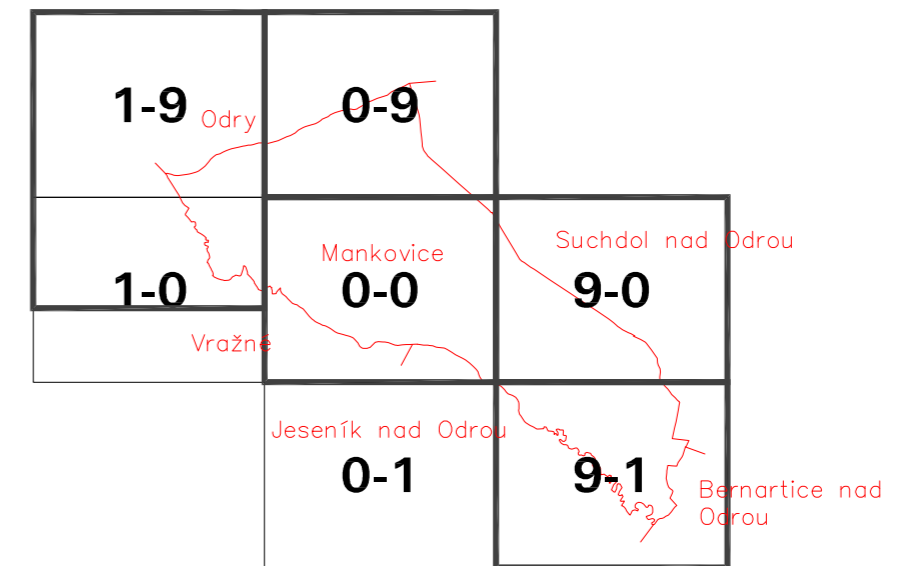 1-9
0-9
Odry
Suchdol nad Odrou
Mankovice
1-0
0-0
9-0
Vražné
Jeseník nad Odrou
0-1
9-1
Bernartice nad
Odrou